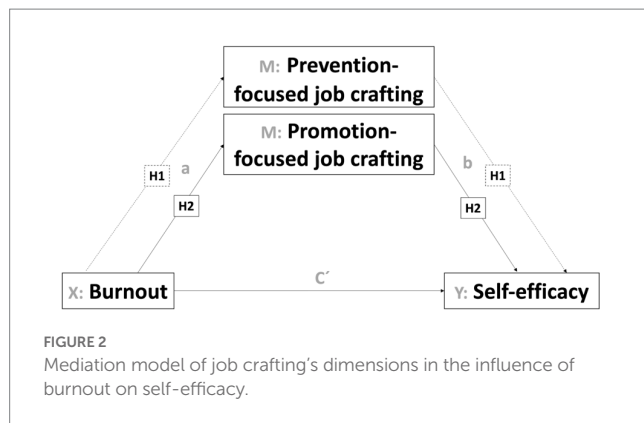 M: Prevention-
focused job crafting
M: Promotion-
focused job crafting
a
b
H1
H1
H2
H2
C´
X: Burnout
Y: Self-efficacy
FIGURE 2
Mediation model of job crafting's dimensions in the influence of
burnout on self-efficacy.